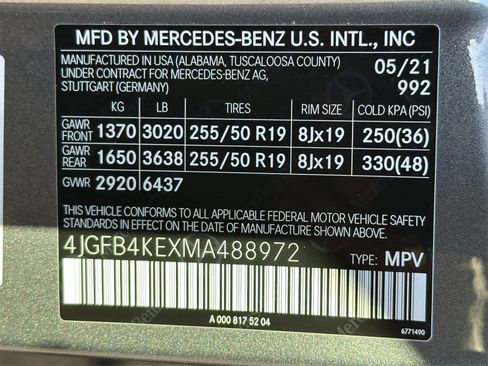 MFD BY MERCEDES-BENZ U.S. INTL., INC
MANUFACTURED IN USA (ALABAMA, TUSCALOOSA COUNTY) 05/21
UNDER CONTRACT FOR MERCEDES-BENZ AG,
STUTTGART (GERMANY) 992
KG LB TIRES RIM SIZE COLD KPA (PSI)
GAWR FRONT 1370 3020 255/50 R19 8Jx19 250(36)
GAWR REAR 1650 3638 255/50 R19 8Jx19 330(48)
GVWR 2920 6437
THIS VEHICLE CONFORMS TO ALL APPLICABLE FEDERAL MOTOR VEHICLE SAFETY
STANDARDS IN EFFECT ON THE DATE OF MANUFACTURE SHOWN ABOVE.
4JGFB4KEXMA488972 TYPE: MPV
A 000 817 52 04
6771490